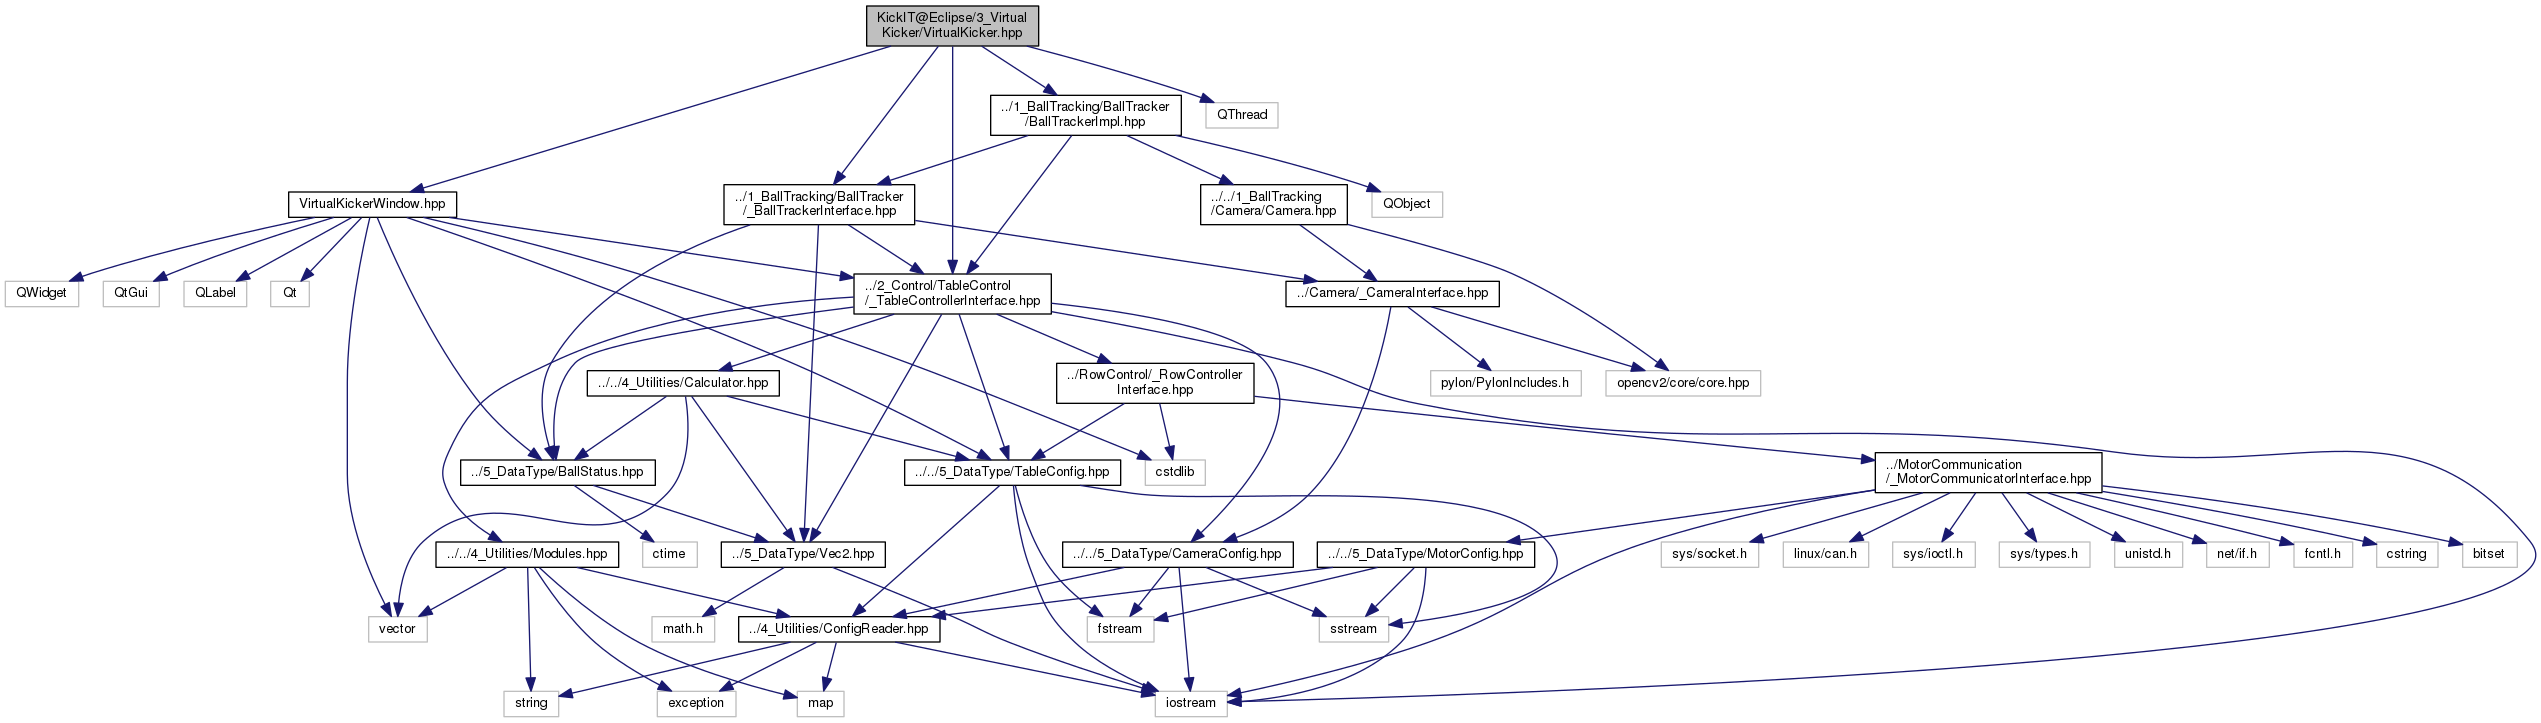 KickIT@Eclipse/3_Virtual
Kicker/VirtualKicker.hpp
../1_BallTracking/BallTracker
/BallTrackerImpl.hpp
QThread
VirtualKickerWindow.hpp
../1_BallTracking/BallTracker
/_BallTrackerInterface.hpp
../../1_BallTracking
/Camera/Camera.hpp
QObject
QWidget
QtGui
QLabel
Qt
../2_Control/TableControl
/_TableControllerInterface.hpp
../Camera/_CameraInterface.hpp
../../4_Utilities/Calculator.hpp
../RowControl/_RowController
Interface.hpp
pylon/PylonIncludes.h
opencv2/core/core.hpp
../5_DataType/BallStatus.hpp
../../5_DataType/TableConfig.hpp
cstdlib
../MotorCommunication
/_MotorCommunicatorInterface.hpp
../../4_Utilities/Modules.hpp
ctime
../5_DataType/Vec2.hpp
../../5_DataType/CameraConfig.hpp
../../5_DataType/MotorConfig.hpp
sys/socket.h
linux/can.h
sys/ioctl.h
sys/types.h
unistd.h
net/if.h
fcntl.h
cstring
bitset
vector
math.h
../4_Utilities/ConfigReader.hpp
fstream
sstream
string
exception
map
iostream